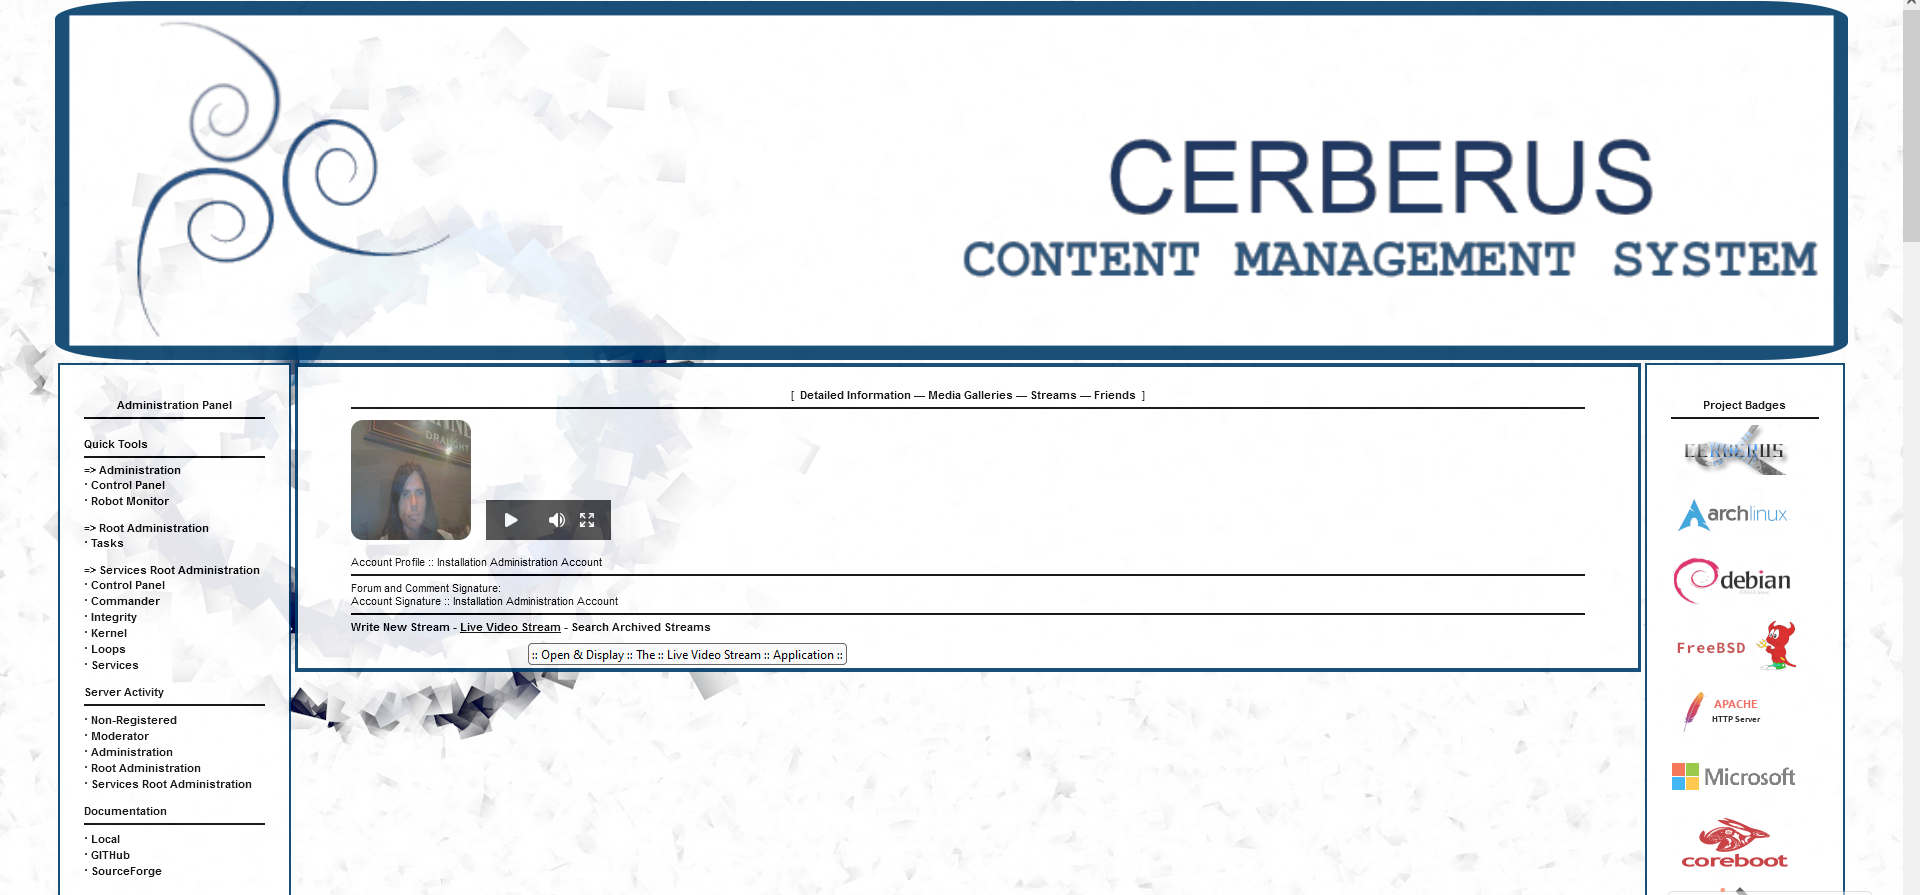 CERBERUS
CONTENT MANAGEMENT SYSTEM
Administration Panel
Quick Tools
=> Administration
· Control Panel
· Robot Monitor
=> Root Administration
· Tasks
=> Services Root Administration
· Control Panel
· Commander
· Integrity
· Kernel
· Loops
· Services
Server Activity
· Non-Registered
· Moderator
· Administration
· Root Administration
· Services Root Administration
Documentation
· Local
· GITHub
· SourceForge
[ Detailed Information — Media Galleries — Streams — Friends ]
DRAUGHT
Account Profile :: Installation Administration Account
Forum and Comment Signature:
Account Signature :: Installation Administration Account
Write New Stream - Live Video Stream - Search Archived Streams
:: Open & Display :: The :: Live Video Stream :: Application ::
Project Badges
CERBERUS
archlinux
debian
FreeBSD
APACHE
HTTP Server
Microsoft
coreboot